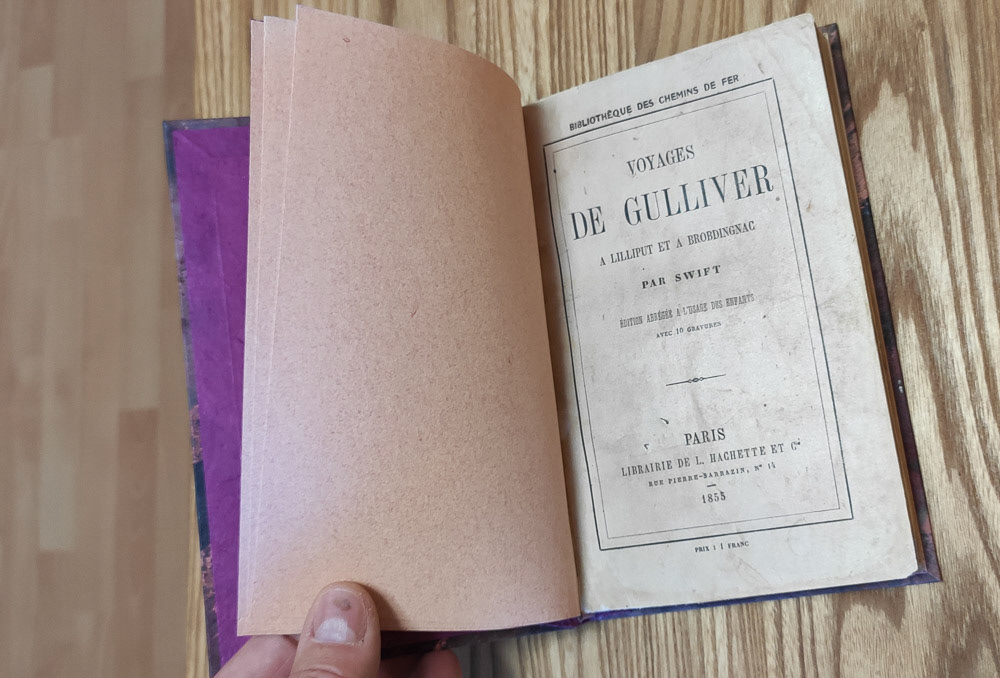 BIBLIOTHÈQUE DES CHEMINS DE FER
VOYAGES
DE GULLIVER
A LILLIPUT ET A BROBDINGNAC
PAR SWIFT
ÉDITION ABRÉGÉE A L'USAGE DES ENFANTS
AVEC 10 GRAVURES
PARIS
LIBRAIRIE DE L. HACHETTE ET Cie
RUE PIERRE-SARRAZIN, N° 14
1855
PRIX : 1 FRANC